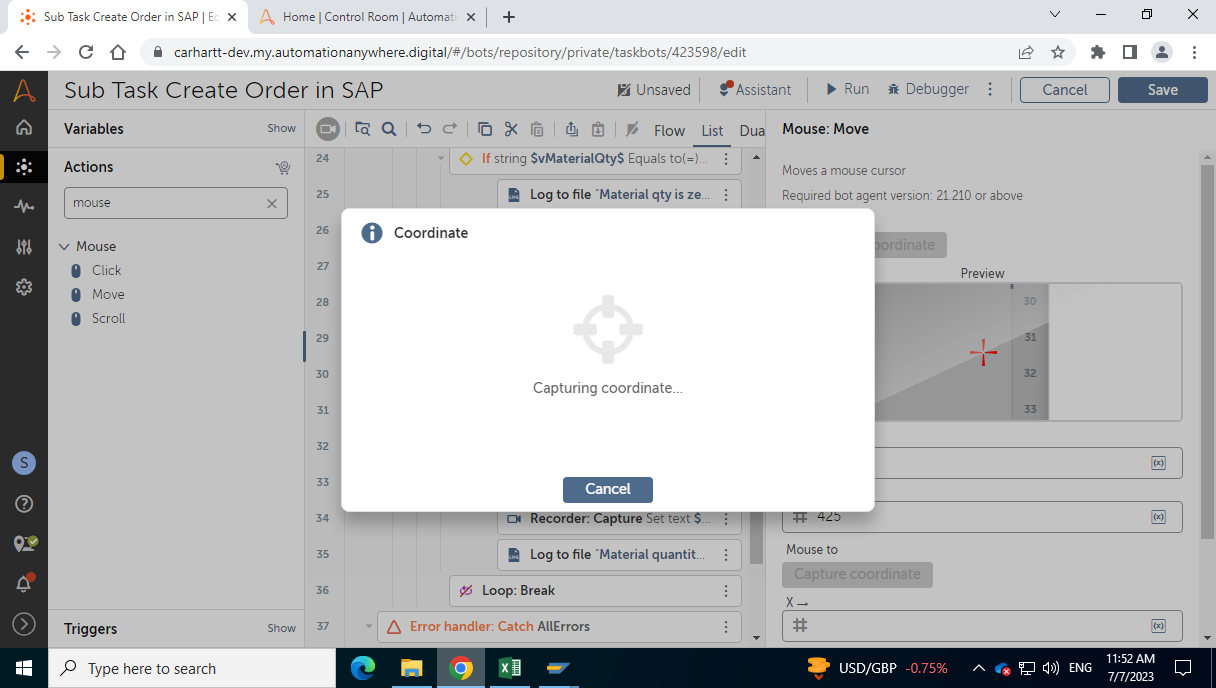 Sub Task Create Order in SAP | Ec
Home | Control Room | Automati
carhartt-dev.my.automationanywhere.digital/#/bots/repository/private/taskbots/423598/edit
Sub Task Create Order in SAP
Unsaved
Assistant
Run
Debugger
Cancel
Save
Variables
Show
Flow
List
Dua
Mouse: Move
Actions
mouse
Mouse
Click
Move
Scroll
Triggers
Show
S
24
If string $vMaterialQty$ Equals to(=)...
25
Log to file "Material qty is ze...
26
27
28
29
30
31
32
33
34
Recorder: Capture Set text $...
35
Log to file "Material quantit...
36
Loop: Break
37
Error handler: Catch AllErrors
Moves a mouse cursor
Required bot agent version: 21.210 or above
oordinate
Preview
30
31
32
33
(x)
# 425
(x)
Mouse to
Capture coordinate
X →
#
(x)
Coordinate
Capturing coordinate...
Cancel
Type here to search
USD/GBP -0.75%
ENG
11:52 AM
7/7/2023